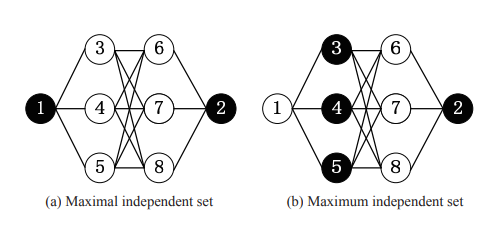 3 6 3 6
1 4 7 2 1 4 7 2
5 8 5 8
(a) Maximal independent set (b) Maximum independent set